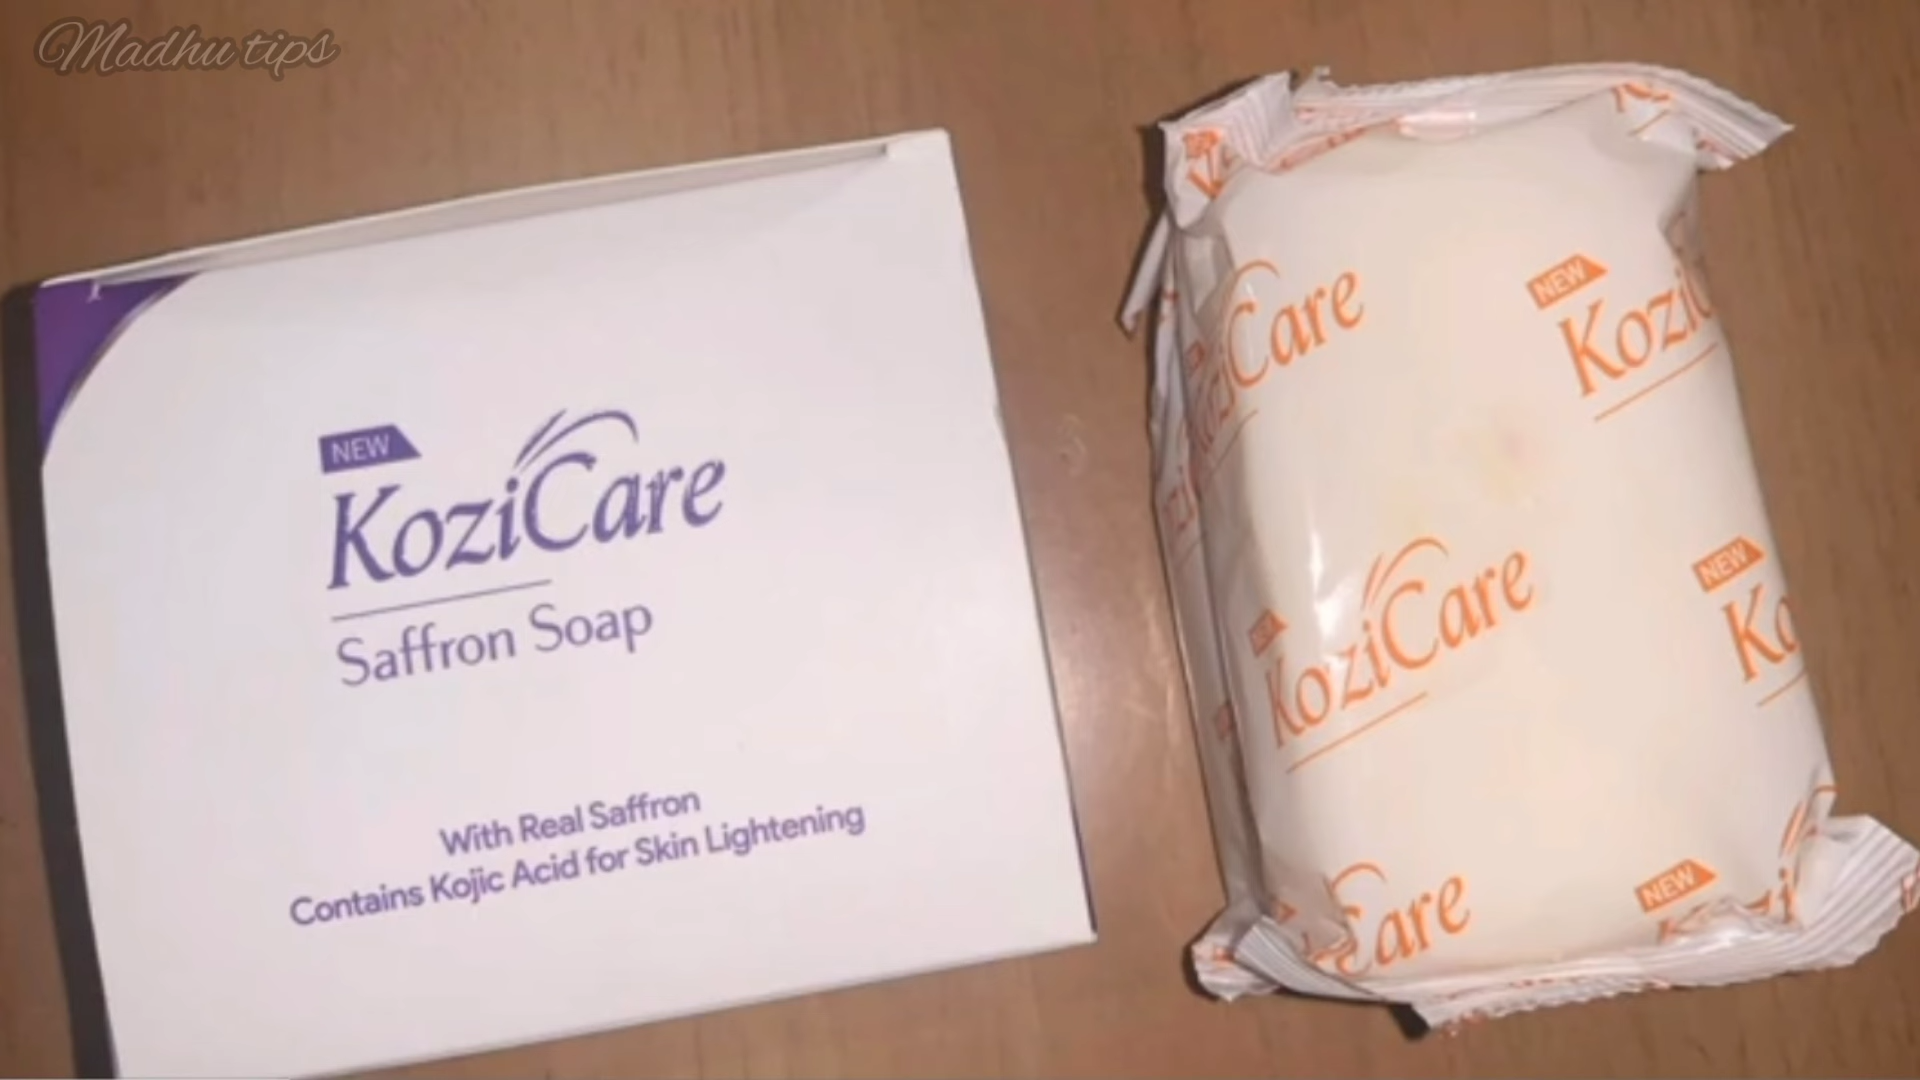 Madhu tips
NEW
KoziCare
Saffron Soap
With Real Saffron
Contains Kojic Acid for Skin Lightening
KoziCare
NEW
Kozi
NEW
KoziCare
NEW
Ko
Care
NEW